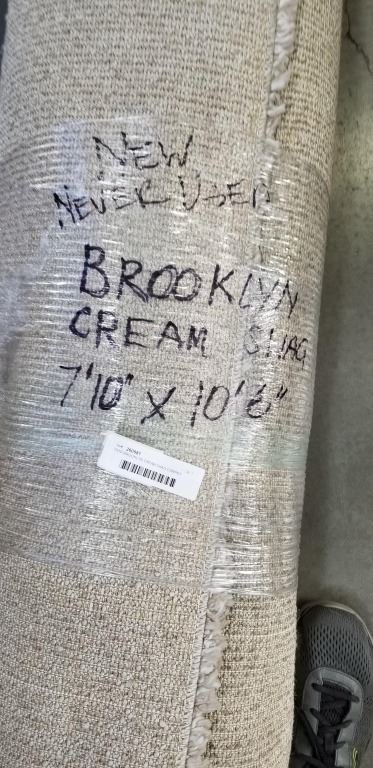 NEW
NEVER USED
BROOKLYN
CREAM SHAG
7'10" X 10'6"